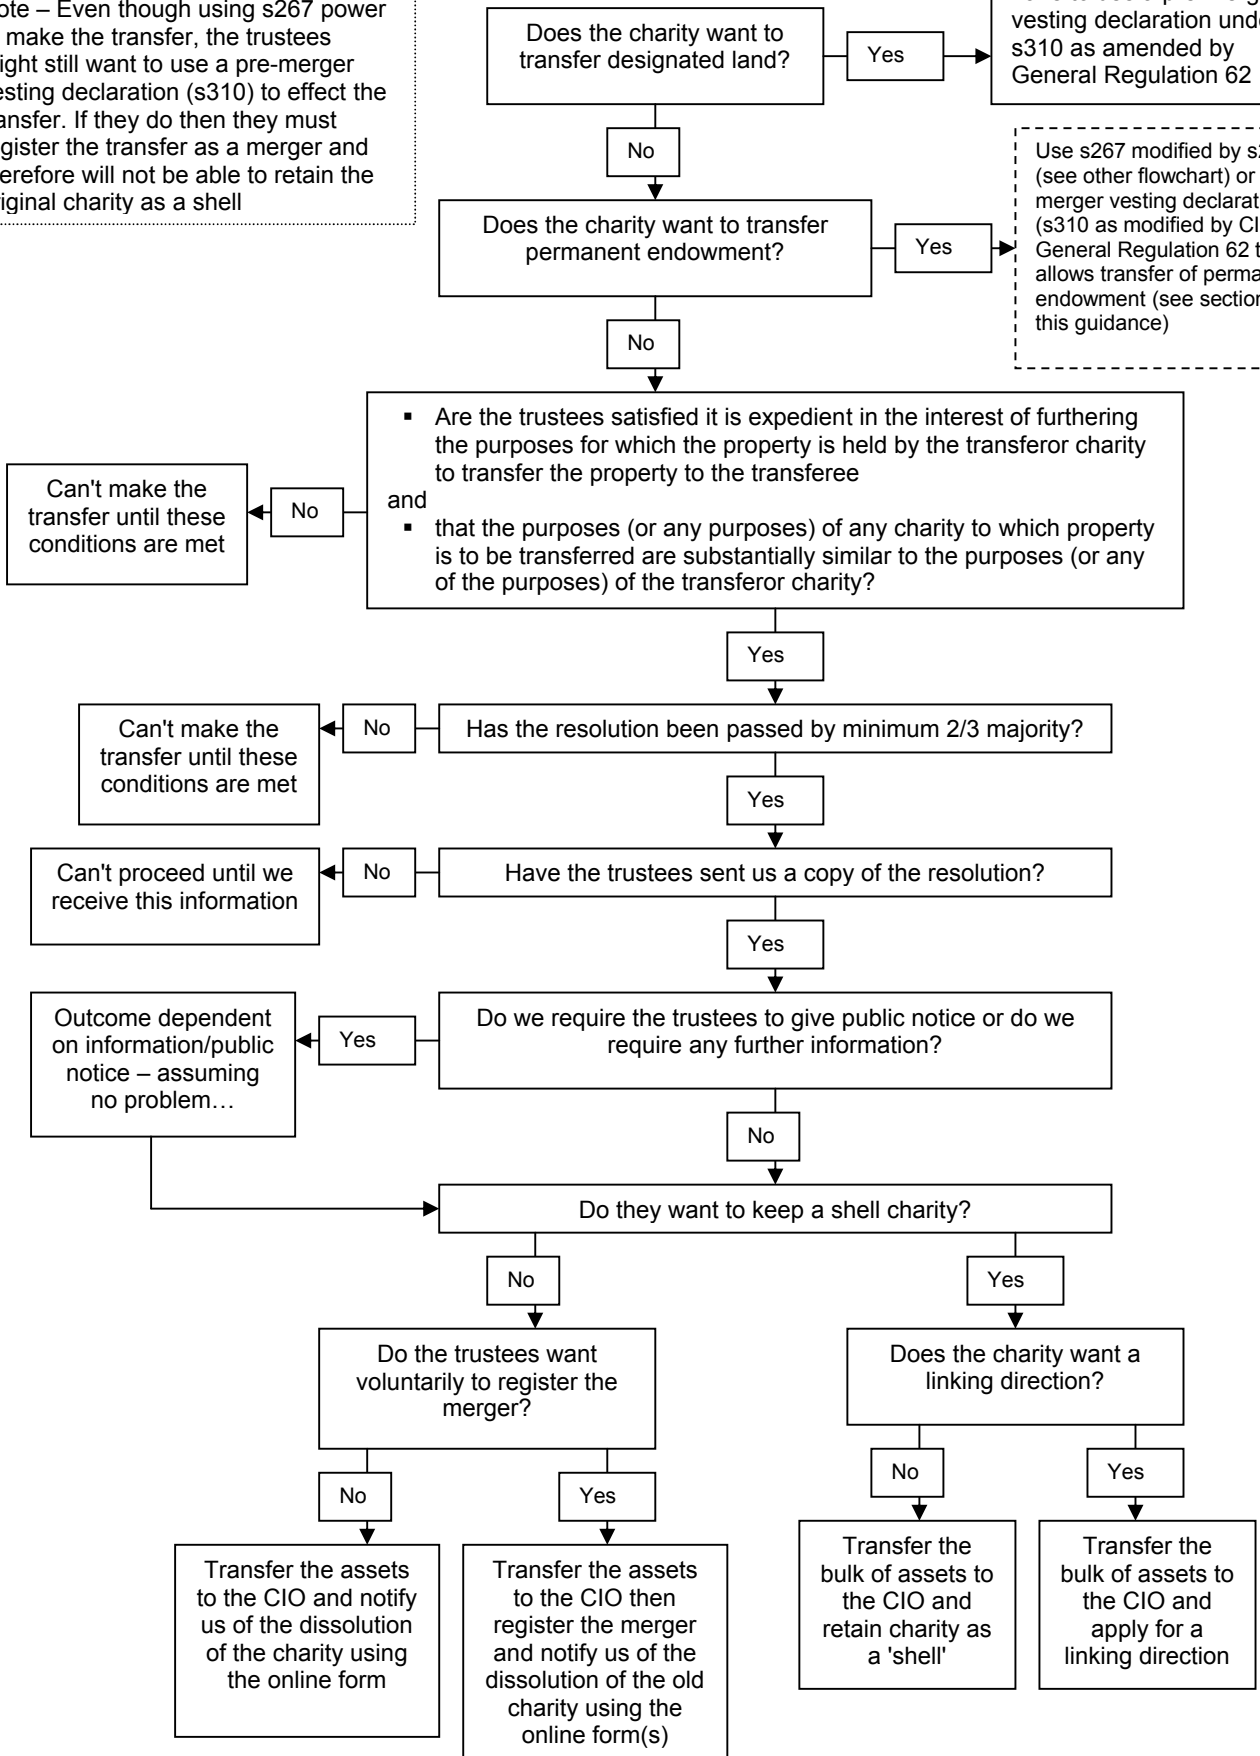 ote – Even though using s267 power
make the transfer, the trustees
ight still want to use a pre-merger
esting declaration (s310) to effect the
ansfer. If they do then they must
gister the transfer as a merger and
erefore will not be able to retain the
riginal charity as a shell
Does the charity want to
transfer designated land?
Yes
vesting declaration unde
s310 as amended by
General Regulation 62
No
Does the charity want to transfer
permanent endowment?
Yes
Use s267 modified by s2
(see other flowchart) or
merger vesting declarat
(s310 as modified by CI
General Regulation 62 t
allows transfer of perma
endowment (see section
this guidance)
No
▪ Are the trustees satisfied it is expedient in the interest of furthering
the purposes for which the property is held by the transferor charity
to transfer the property to the transferee
and
▪ that the purposes (or any purposes) of any charity to which property
is to be transferred are substantially similar to the purposes (or any
of the purposes) of the transferor charity?
No
Can't make the
transfer until these
conditions are met
Yes
Has the resolution been passed by minimum 2/3 majority?
No
Can't make the
transfer until these
conditions are met
Yes
Have the trustees sent us a copy of the resolution?
No
Can't proceed until we
receive this information
Yes
Do we require the trustees to give public notice or do we
require any further information?
Yes
Outcome dependent
on information/public
notice – assuming
no problem…
No
Do they want to keep a shell charity?
No
Yes
Do the trustees want
voluntarily to register the
merger?
Does the charity want a
linking direction?
No
Yes
No
Yes
Transfer the assets
to the CIO and notify
us of the dissolution
of the charity using
the online form
Transfer the assets
to the CIO then
register the merger
and notify us of the
dissolution of the old
charity using the
online form(s)
Transfer the
bulk of assets to
the CIO and
retain charity as
a 'shell'
Transfer the
bulk of assets to
the CIO and
apply for a
linking direction